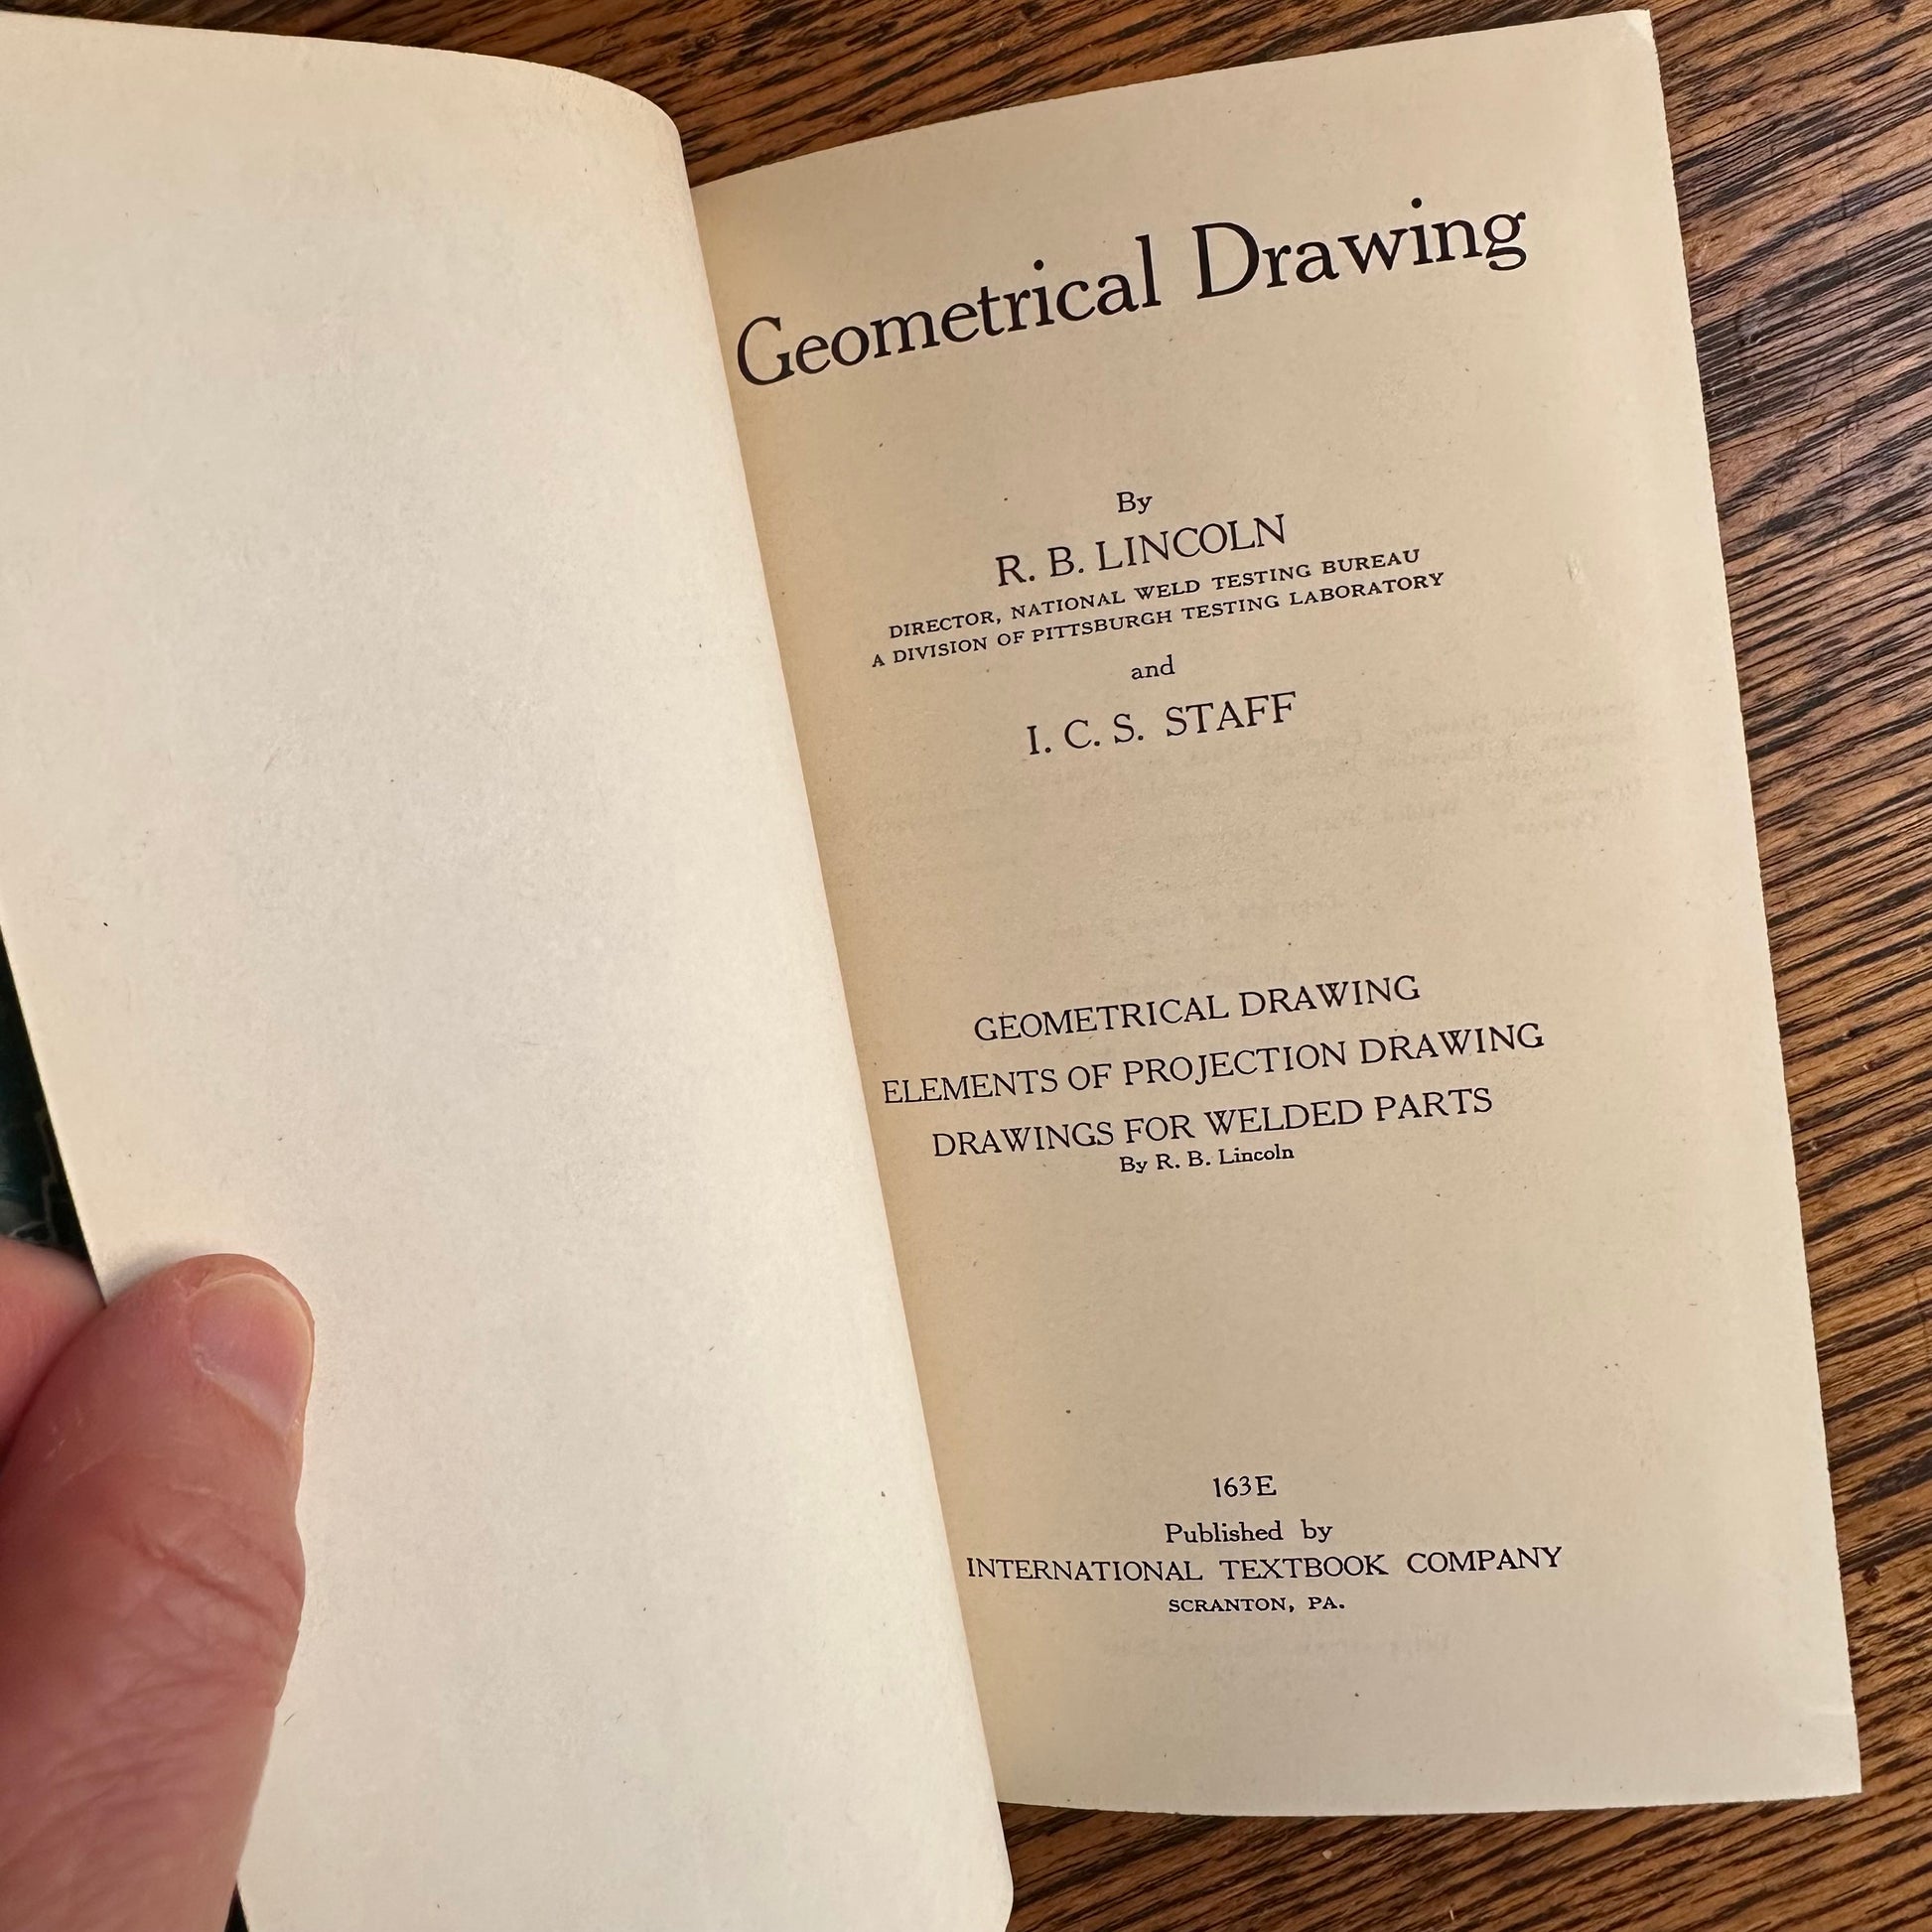 Geometrical Drawing
By
R. B. LINCOLN
DIRECTOR, NATIONAL WELD TESTING BUREAU
A DIVISION OF PITTSBURGH TESTING LABORATORY
and
I. C. S. STAFF
GEOMETRICAL DRAWING
ELEMENTS OF PROJECTION DRAWING
DRAWINGS FOR WELDED PARTS
By R. B. Lincoln
163E
Published by
INTERNATIONAL TEXTBOOK COMPANY
SCRANTON, PA.